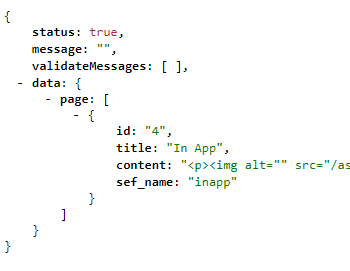 {
status: true,
message: "",
validateMessages: [ ],
- data: {
- page: [
- {
id: "4",
title: "In App",
content: "<p><img alt="" src="/as
sef_name: "inapp"
}
]
}
}